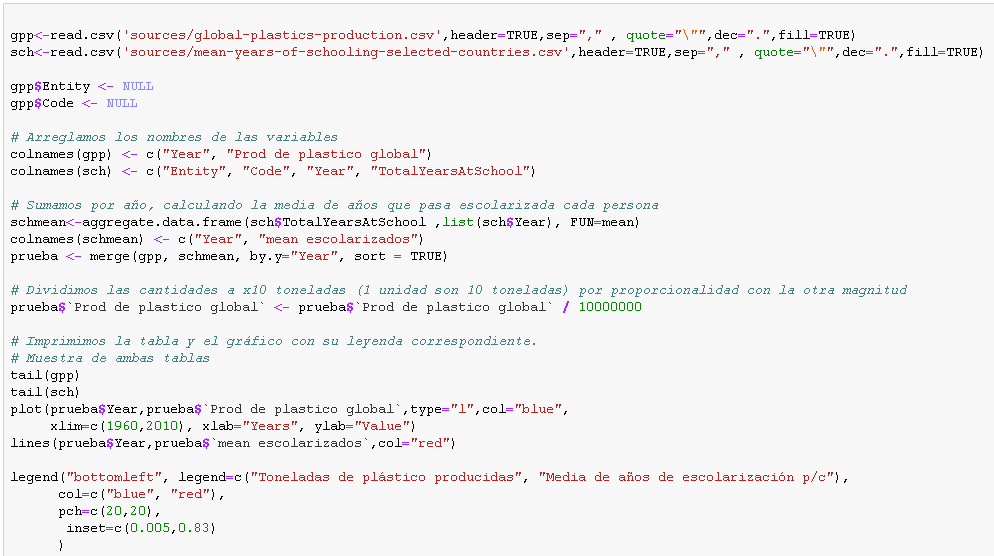 gpp<-read.csv('sources/global-plastics-production.csv',header=TRUE,sep="," , quote="\"",dec=".",fill=TRUE)
sch<-read.csv('sources/mean-years-of-schooling-selected-countries.csv',header=TRUE,sep="," , quote="\"",dec=".",fill=TRUE)
gpp$Entity <- NULL
gpp$Code <- NULL
# Arreglamos los nombres de las variables
colnames(gpp) <- c("Year", "Prod de plastico global")
colnames(sch) <- c("Entity", "Code", "Year", "TotalYearsAtSchool")
# Sumamos por año, calculando la media de años que pasa escolarizada cada persona
schmean<-aggregate.data.frame(sch$TotalYearsAtSchool ,list(sch$Year), FUN=mean)
colnames(schmean) <- c("Year", "mean escolarizados")
prueba <- merge(gpp, schmean, by.y="Year", sort = TRUE)
# Dividimos las cantidades a x10 toneladas (1 unidad son 10 toneladas) por proporcionalidad con la otra magnitud
prueba$`Prod de plastico global` <- prueba$`Prod de plastico global` / 10000000
# Imprimimos la tabla y el gráfico con su leyenda correspondiente.
# Muestra de ambas tablas
tail(gpp)
tail(sch)
plot(prueba$Year,prueba$`Prod de plastico global`,type="l",col="blue",
     xlim=c(1960,2010), xlab="Years", ylab="Value")
lines(prueba$Year,prueba$`mean escolarizados`,col="red")
legend("bottomleft", legend=c("Toneladas de plástico producidas", "Media de años de escolarización p/c"),
      col=c("blue", "red"),
      pch=c(20,20),
       inset=c(0.005,0.83)
      )